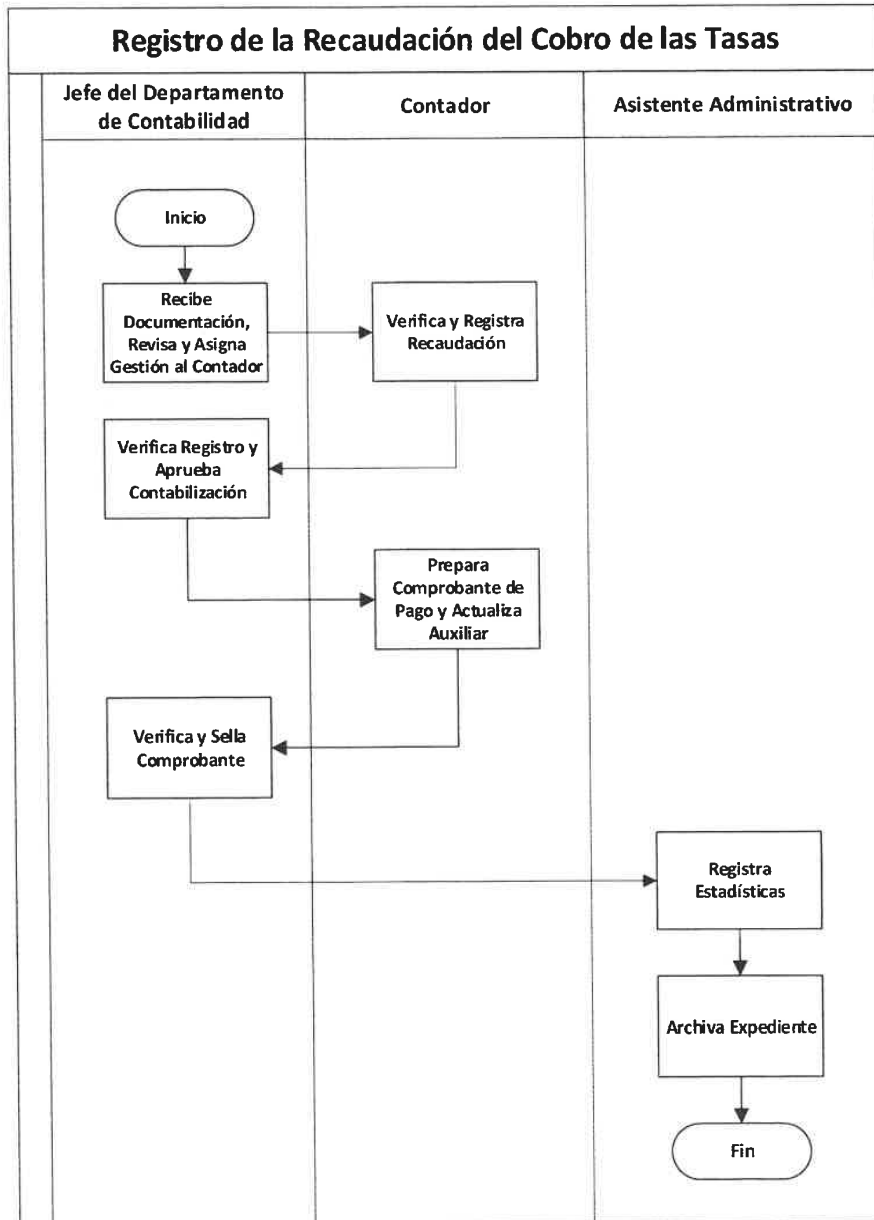 Registro de la Recaudación del Cobro de las Tasas
Jefe del Departamento
de Contabilidad
Contador
Asistente Administrativo
Inicio
Recibe
Documentación,
Revisa y Asigna
Gestión al Contador
Verifica y Registra
Recaudación
Verifica Registro y
Aprueba
Contabilización
Prepara
Comprobante de
Pago y Actualiza
Auxiliar
Verifica y Sella
Comprobante
Registra
Estadísticas
Archiva Expediente
Fin